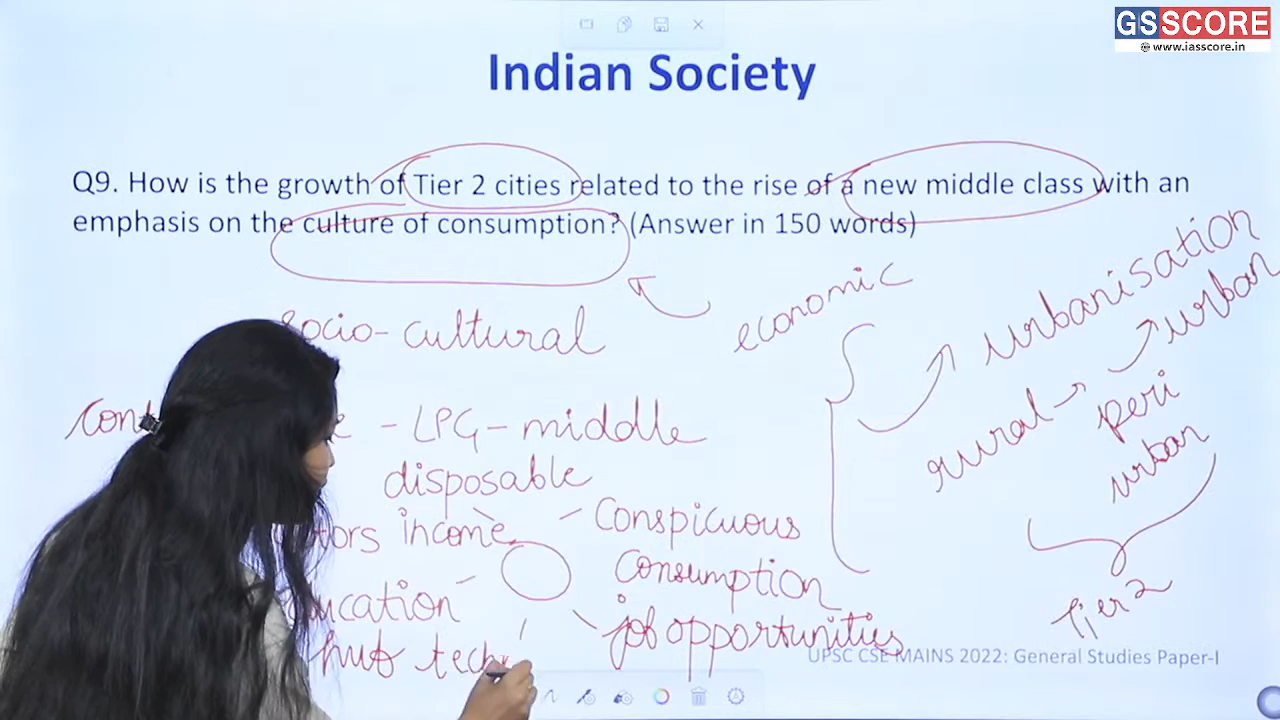 GSSCORE
www.iasscore.in
Indian Society
Q9. How is the growth of Tier 2 cities related to the rise of a new middle class with an
emphasis on the culture of consumption? (Answer in 150 words)
economic
urbanisation
rural
peri
urban
urban
Tier 2
socio-cultural
- LPG - middle
disposable
income
Conspicuous
Consumption
job opportunities
hub tech
UPSC CSE MAINS 2022: General Studies Paper-I